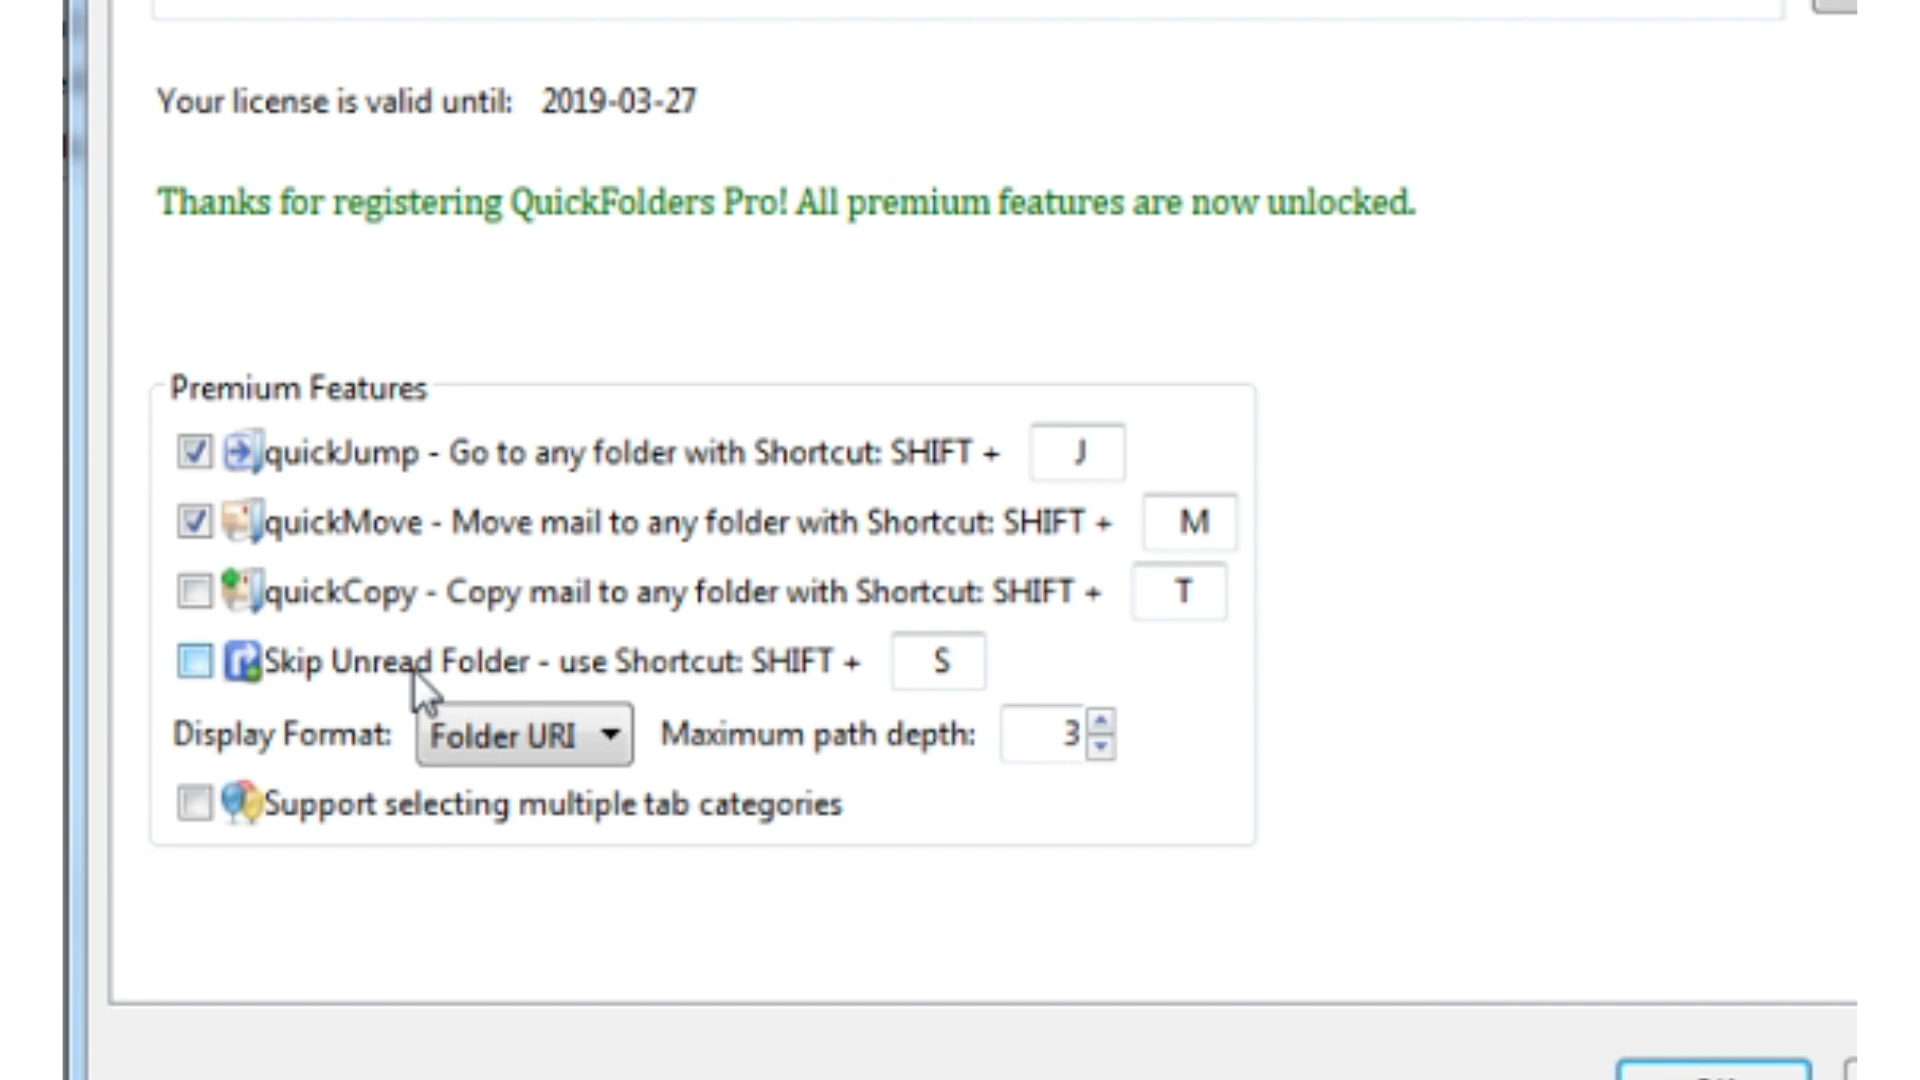 Your license is valid until: 2019-03-27
Thanks for registering QuickFolders Pro! All premium features are now unlocked.
Premium Features
quickJump - Go to any folder with Shortcut: SHIFT + J
quickMove - Move mail to any folder with Shortcut: SHIFT + M
quickCopy - Copy mail to any folder with Shortcut: SHIFT + T
Skip Unread Folder - use Shortcut: SHIFT + S
Display Format: Folder URI Maximum path depth: 3
Support selecting multiple tab categories